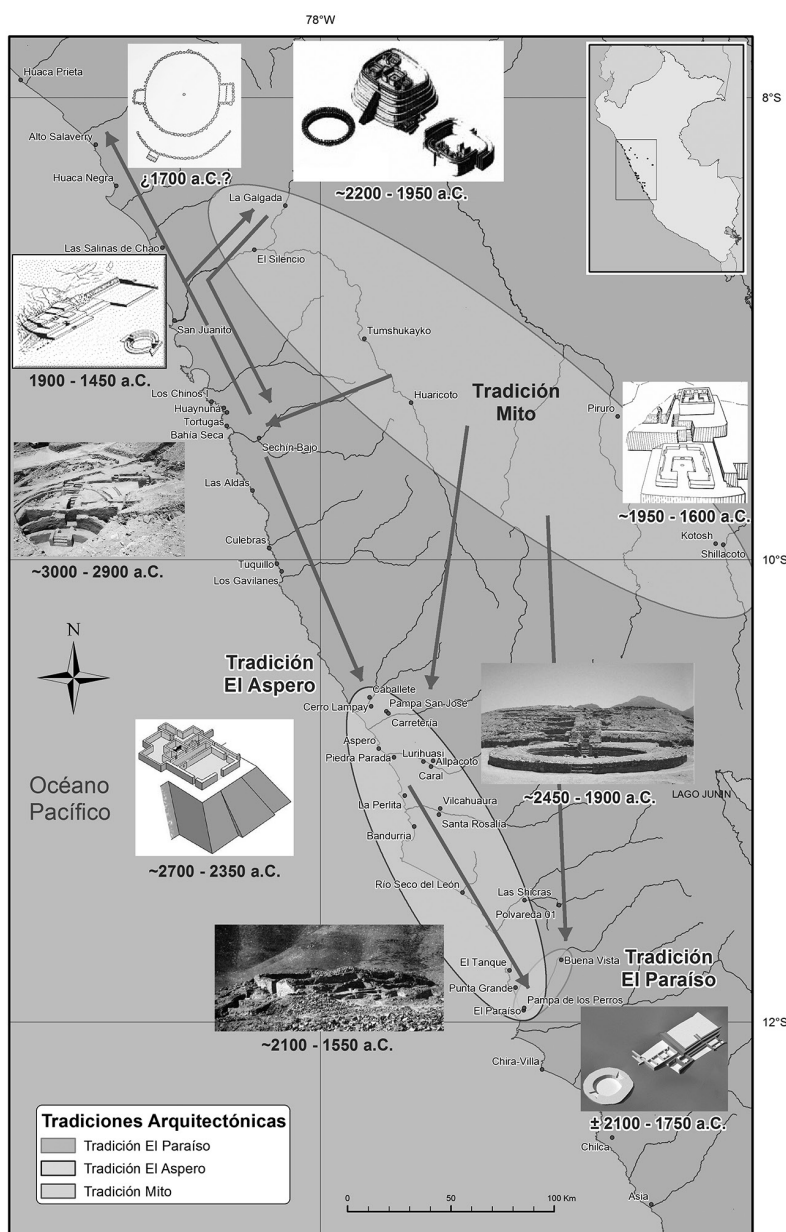 78°W
Huaca Prieta
8°S
Alto Salaverry
¿1700 a.C.?
Huaca Negra
~2200 - 1950 a.C.
La Galgada
Las Salinas de Chao
El Silencio
San Juanito
Tumshukayko
1900 - 1450 a.C.
Los Chinos I
Huaricoto
Tradición
Mito
Huaynuná
Piruro
Tortugas
Bahía Seca
Sechín-Bajo
Las Aldas
~1950 - 1600 a.C.
Culebras
Kotosh
Shillacoto
Tuquillo
~3000 - 2900 a.C.
10°S
Los Gavilanes
N
Tradición
El Aspero
Caballete
Cerro Lampay
Pampa San Jose
Carretería
Aspero
Lurihuasi
Piedra Parada
Allpacoto
Caral
Océano
Pacífico
~2450 - 1900 a.C.
LAGO JUNIN
La Perlita
Vilcahuaura
Santa Rosalía
Bandurria
~2700 - 2350 a.C.
Río Seco del León
Las Shicras
Polvareda 01
El Tanque
Buena Vista
Tradición
El Paraíso
Punta Grande
Pampa de los Perros
El Paraíso
12°S
~2100 - 1550 a.C.
Chira-Villa
Tradiciones Arquitectónicas
Tradición El Paraíso
Tradición El Aspero
Tradición Mito
± 2100 - 1750 a.C.
Chilca
Asia
0 50 100 Km